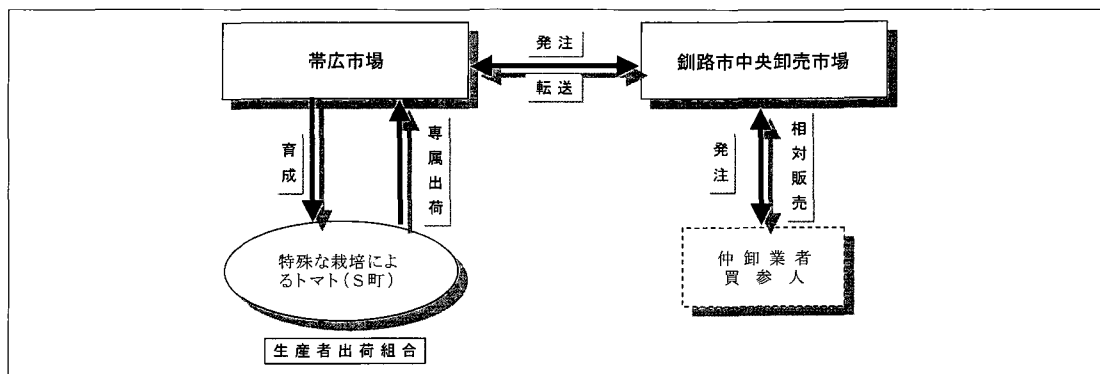 帯広市場
発注
転送
釧路市中央卸売市場
育成
専属出荷
発注
相対販売
特殊な栽培によ
るトマト(S町)
仲卸業者
買参人
生産者出荷組合